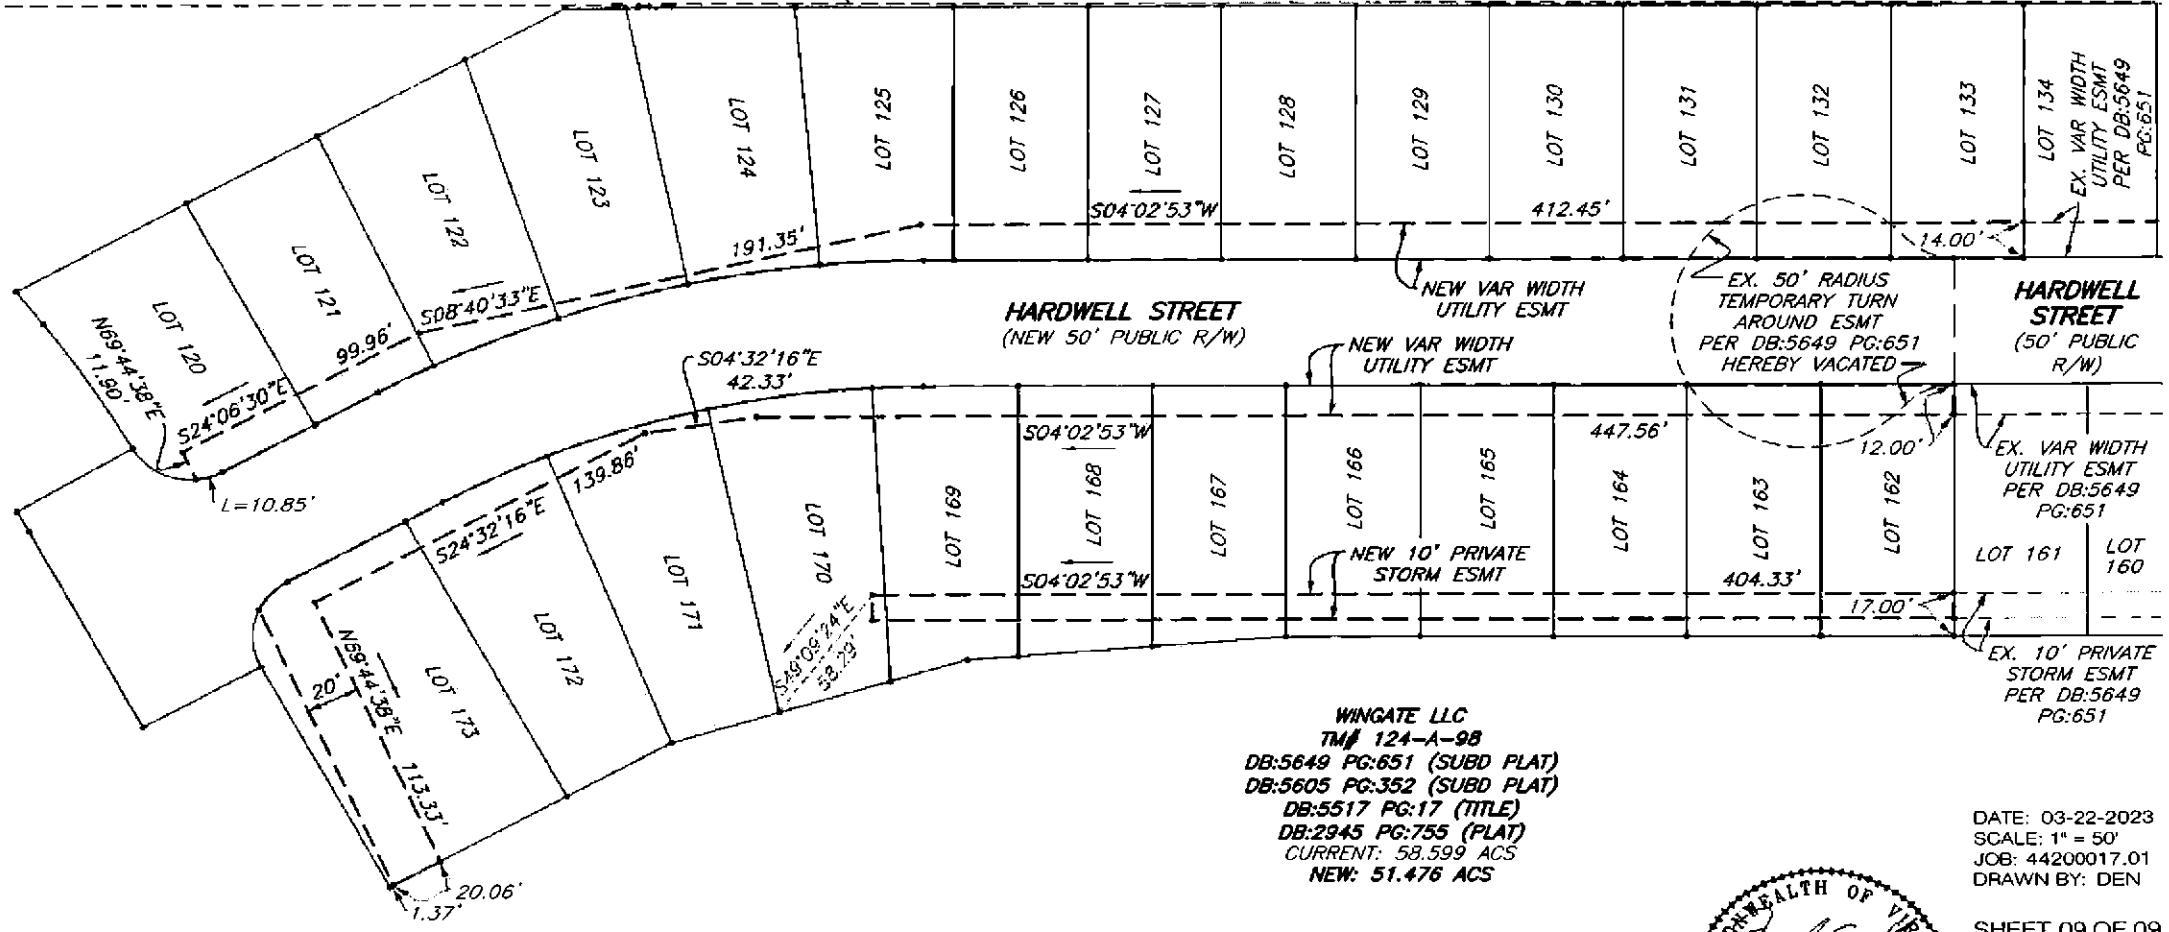 LOT 120
LOT 121
LOT 122
LOT 123
LOT 124
LOT 125
LOT 126
LOT 127
LOT 128
LOT 129
LOT 130
LOT 131
LOT 132
LOT 133
LOT 134
EX. VAR WIDTH
UTILITY ESMT
PER DB:5649
PG:651
N69°44'38"E
11.90'
S24°06'30"E
99.96'
S08°40'33"E
191.35'
S04°02'53"W
412.45'
14.00'
L=10.85'
HARDWELL STREET
(NEW 50' PUBLIC R/W)
NEW VAR WIDTH
UTILITY ESMT
NEW VAR WIDTH
UTILITY ESMT
EX. 50' RADIUS
TEMPORARY TURN
AROUND ESMT
PER DB:5649 PG:651
HEREBY VACATED
HARDWELL
STREET
(50' PUBLIC
R/W)
S04°32'16"E
42.33'
S24°32'16"E
139.86'
S04°02'53"W
447.56'
12.00'
EX. VAR WIDTH
UTILITY ESMT
PER DB:5649
PG:651
LOT 173
LOT 172
LOT 171
LOT 170
LOT 169
LOT 168
LOT 167
LOT 166
LOT 165
LOT 164
LOT 163
LOT 162
LOT 161
LOT
160
NEW 10' PRIVATE
STORM ESMT
S04°02'53"W
404.33'
17.00'
S49°09'24"E
58.29'
EX. 10' PRIVATE
STORM ESMT
PER DB:5649
PG:651
20'
N69°44'38"E
113.33'
20.06'
1.37'
WINGATE LLC
TM# 124-A-98
DB:5649 PG:651 (SUBD PLAT)
DB:5605 PG:352 (SUBD PLAT)
DB:5517 PG:17 (TITLE)
DB:2945 PG:755 (PLAT)
CURRENT: 58.599 ACS
NEW: 51.476 ACS
DATE: 03-22-2023
SCALE: 1" = 50'
JOB: 44200017.01
DRAWN BY: DEN
SHEET 09 OF 09